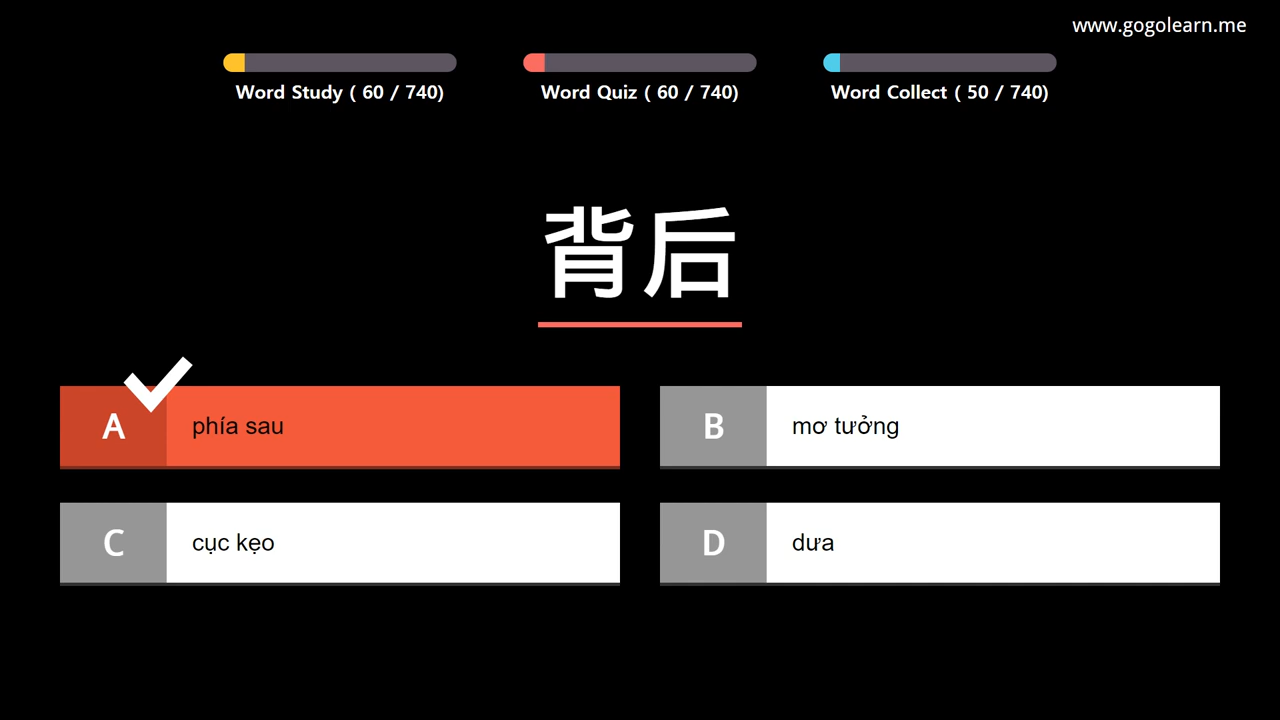 www.gogolearn.me
Word Study ( 60 / 740)
Word Quiz ( 60 / 740)
Word Collect ( 50 / 740)
背后
A phía sau
B mơ tưởng
C cục kẹo
D dưa